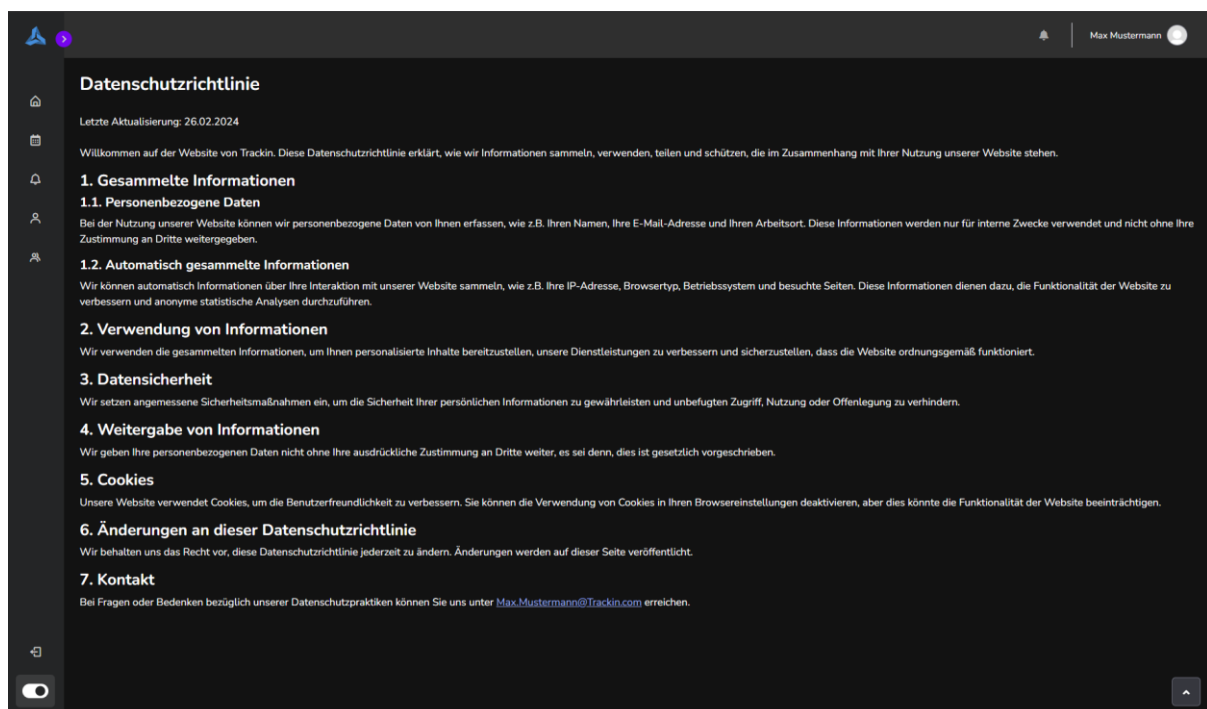 Max Mustermann
Datenschutzrichtlinie
Letzte Aktualisierung: 26.02.2024
Willkommen auf der Website von Trackin. Diese Datenschutzrichtlinie erklärt, wie wir Informationen sammeln, verwenden, teilen und schützen, die im Zusammenhang mit Ihrer Nutzung unserer Website stehen.
1. Gesammelte Informationen
1.1. Personenbezogene Daten
Bei der Nutzung unserer Website können wir personenbezogene Daten von Ihnen erfassen, wie z.B. Ihren Namen, Ihre E-Mail-Adresse und Ihren Arbeitsort. Diese Informationen werden nur für interne Zwecke verwendet und nicht ohne Ihre
Zustimmung an Dritte weitergegeben.
1.2. Automatisch gesammelte Informationen
Wir können automatisch Informationen über Ihre Interaktion mit unserer Website sammeln, wie z.B. Ihre IP-Adresse, Browsertyp, Betriebssystem und besuchte Seiten. Diese Informationen dienen dazu, die Funktionalität der Website zu
verbessern und anonyme statistische Analysen durchzuführen.
2. Verwendung von Informationen
Wir verwenden die gesammelten Informationen, um Ihnen personalisierte Inhalte bereitzustellen, unsere Dienstleistungen zu verbessern und sicherzustellen, dass die Website ordnungsgemäß funktioniert.
3. Datensicherheit
Wir setzen angemessene Sicherheitsmaßnahmen ein, um die Sicherheit Ihrer persönlichen Informationen zu gewährleisten und unbefugten Zugriff, Nutzung oder Offenlegung zu verhindern.
4. Weitergabe von Informationen
Wir geben Ihre personenbezogenen Daten nicht ohne Ihre ausdrückliche Zustimmung an Dritte weiter, es sei denn, dies ist gesetzlich vorgeschrieben.
5. Cookies
Unsere Website verwendet Cookies, um die Benutzerfreundlichkeit zu verbessern. Sie können die Verwendung von Cookies in Ihren Browsereinstellungen deaktivieren, aber dies könnte die Funktionalität der Website beeinträchtigen.
6. Änderungen an dieser Datenschutzrichtlinie
Wir behalten uns das Recht vor, diese Datenschutzrichtlinie jederzeit zu ändern. Änderungen werden auf dieser Seite veröffentlicht.
7. Kontakt
Bei Fragen oder Bedenken bezüglich unserer Datenschutzpraktiken können Sie uns unter Max.Mustermann@Trackin.com erreichen.